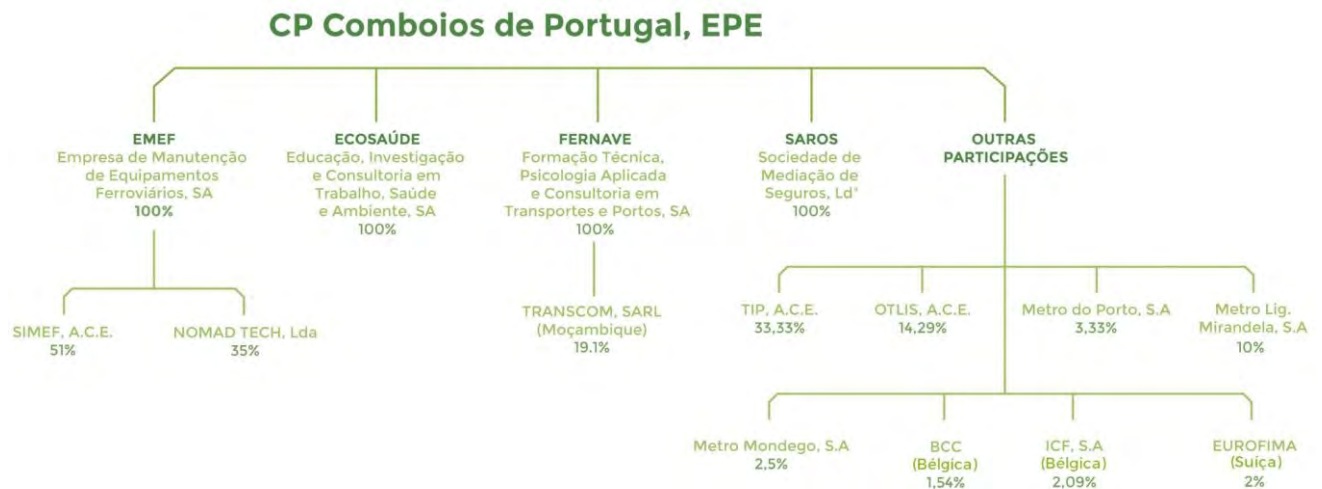 CP Comboios de Portugal, EPE
EMEF
Empresa de Manutenção
de Equipamentos
Ferroviários, SA
100%
ECOSAÚDE
Educação, Investigação
e Consultoria em
Trabalho, Saúde
e Ambiente, SA
100%
FERNAVE
Formação Técnica,
Psicologia Aplicada
e Consultoria em
Transportes e Portos, SA
100%
SAROS
Sociedade de
Mediação de
Seguros, Ldª
100%
OUTRAS
PARTICIPAÇÕES
SIMEF, A.C.E.
51%
NOMAD TECH, Lda
35%
TRANSCOM, SARL
(Moçambique)
19.1%
TIP, A.C.E.
33,33%
OTLIS, A.C.E.
14,29%
Metro do Porto, S.A
3,33%
Metro Lig.
Mirandela, S.A
10%
Metro Mondego, S.A
2,5%
BCC
(Bélgica)
1,54%
ICF, S.A
(Bélgica)
2,09%
EUROFIMA
(Suíça)
2%